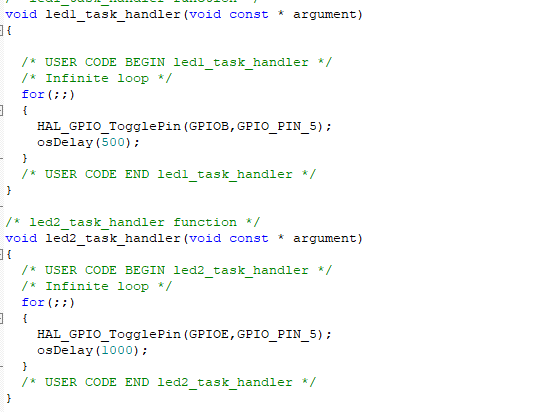 /* led1_task_handler function */
void led1_task_handler(void const * argument)
{
/* USER CODE BEGIN led1_task_handler */
/* Infinite loop */
for(;;)
{
HAL_GPIO_TogglePin(GPIOB,GPIO_PIN_5);
osDelay(500);
}
/* USER CODE END led1_task_handler */
}
/* led2_task_handler function */
void led2_task_handler(void const * argument)
{
/* USER CODE BEGIN led2_task_handler */
/* Infinite loop */
for(;;)
{
HAL_GPIO_TogglePin(GPIOE,GPIO_PIN_5);
osDelay(1000);
}
/* USER CODE END led2_task_handler */
}